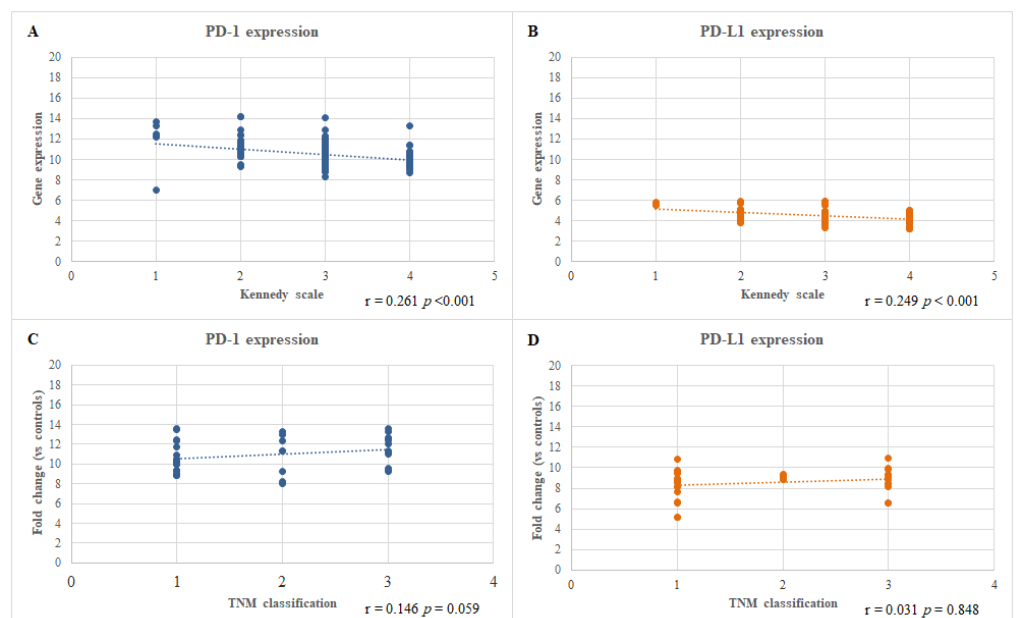 A
PD-1 expression
Gene expression
20
18
16
14
12
10
8
6
4
2
0
0 1 2 3 4 5
Kennedy scale
r = 0.261 p <0.001
B
PD-L1 expression
Gene expression
20
18
16
14
12
10
8
6
4
2
0
0 1 2 3 4 5
Kennedy scale
r = 0.249 p < 0.001
C
PD-1 expression
Fold change (vs controls)
20
18
16
14
12
10
8
6
4
2
0
0 1 2 3 4
TNM classification
r = 0.146 p = 0.059
D
PD-L1 expression
Fold change (vs controls)
20
18
16
14
12
10
8
6
4
2
0
0 1 2 3 4
TNM classification
r = 0.031 p = 0.848